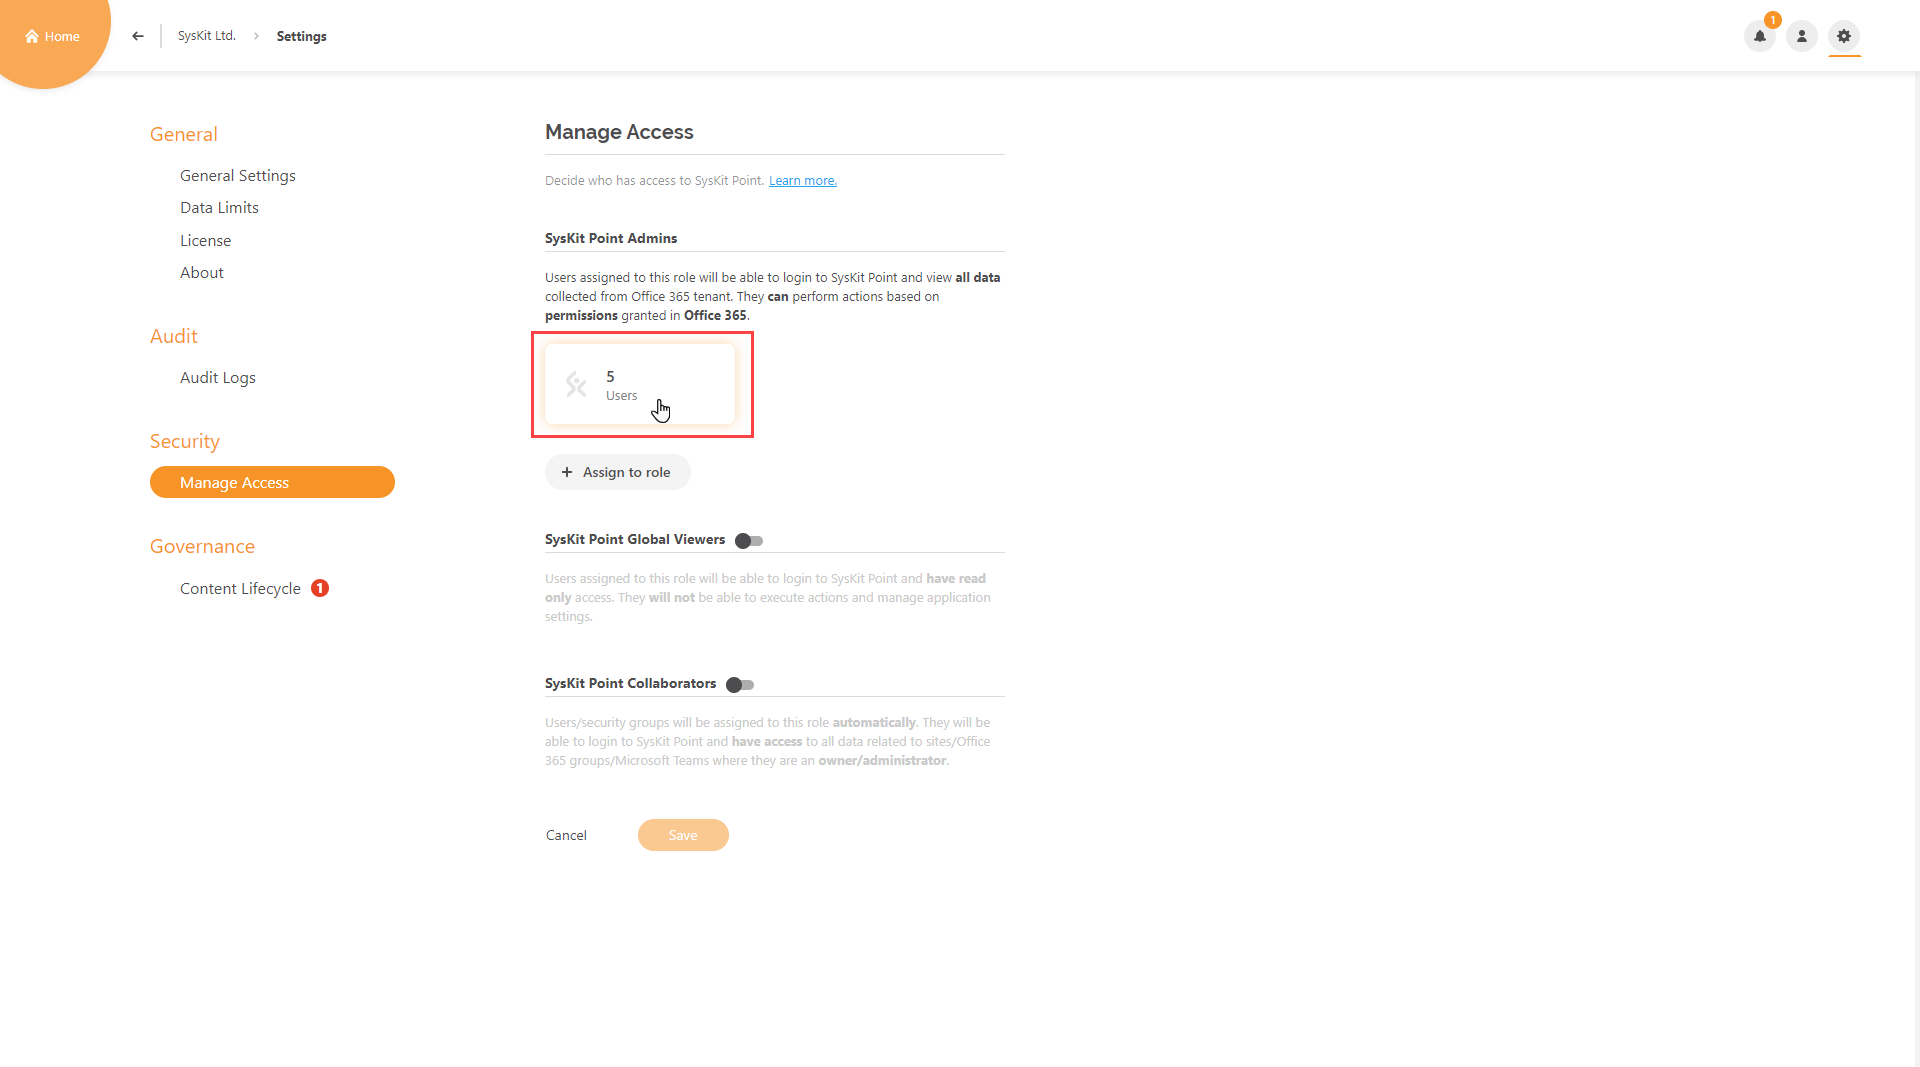 Home
SysKit Ltd.
Settings
1
General
General Settings
Data Limits
License
About
Audit
Audit Logs
Security
Manage Access
Governance
Content Lifecycle 1
Manage Access
Decide who has access to SysKit Point. Learn more.
SysKit Point Admins
Users assigned to this role will be able to login to SysKit Point and view all data
collected from Office 365 tenant. They can perform actions based on
permissions granted in Office 365.
5
Users
+ Assign to role
SysKit Point Global Viewers
Users assigned to this role will be able to login to SysKit Point and have read
only access. They will not be able to execute actions and manage application
settings.
SysKit Point Collaborators
Users/security groups will be assigned to this role automatically. They will be
able to login to SysKit Point and have access to all data related to sites/Office
365 groups/Microsoft Teams where they are an owner/administrator.
Cancel
Save